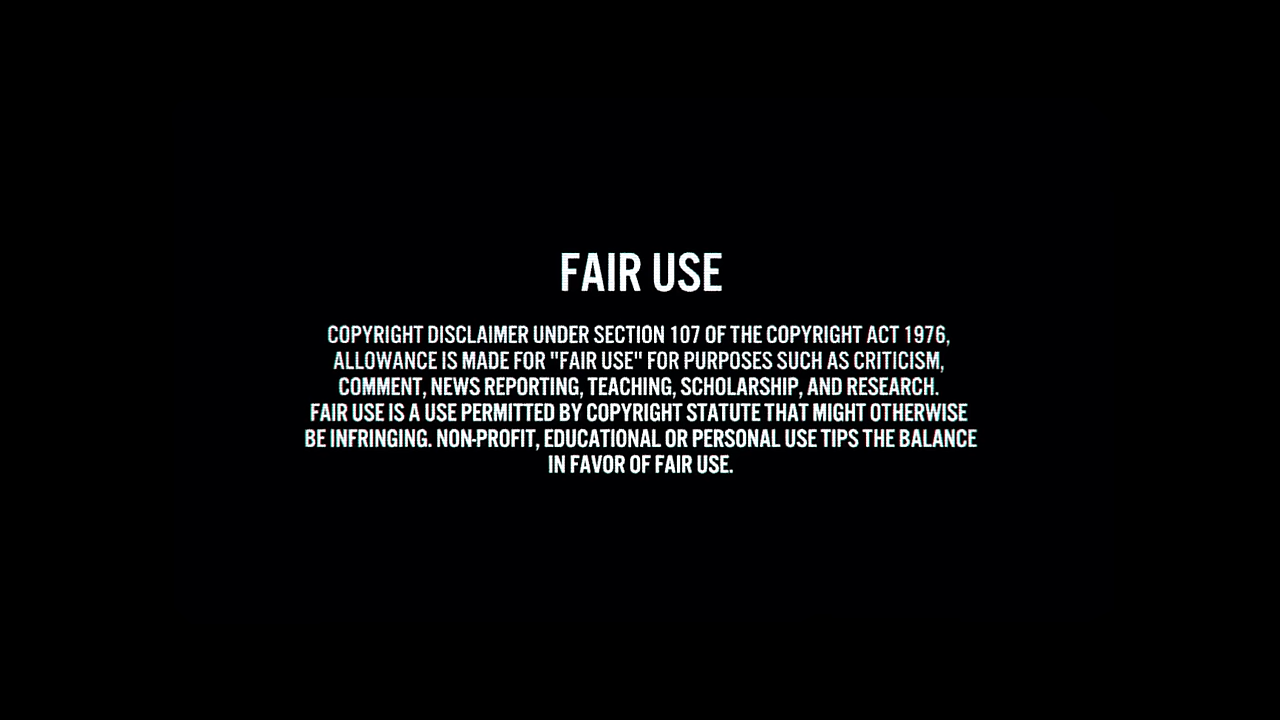 FAIR USE
COPYRIGHT DISCLAIMER UNDER SECTION 107 OF THE COPYRIGHT ACT 1976,
ALLOWANCE IS MADE FOR "FAIR USE" FOR PURPOSES SUCH AS CRITICISM,
COMMENT, NEWS REPORTING, TEACHING, SCHOLARSHIP, AND RESEARCH.
FAIR USE IS A USE PERMITTED BY COPYRIGHT STATUTE THAT MIGHT OTHERWISE
BE INFRINGING. NON-PROFIT, EDUCATIONAL OR PERSONAL USE TIPS THE BALANCE
IN FAVOR OF FAIR USE.